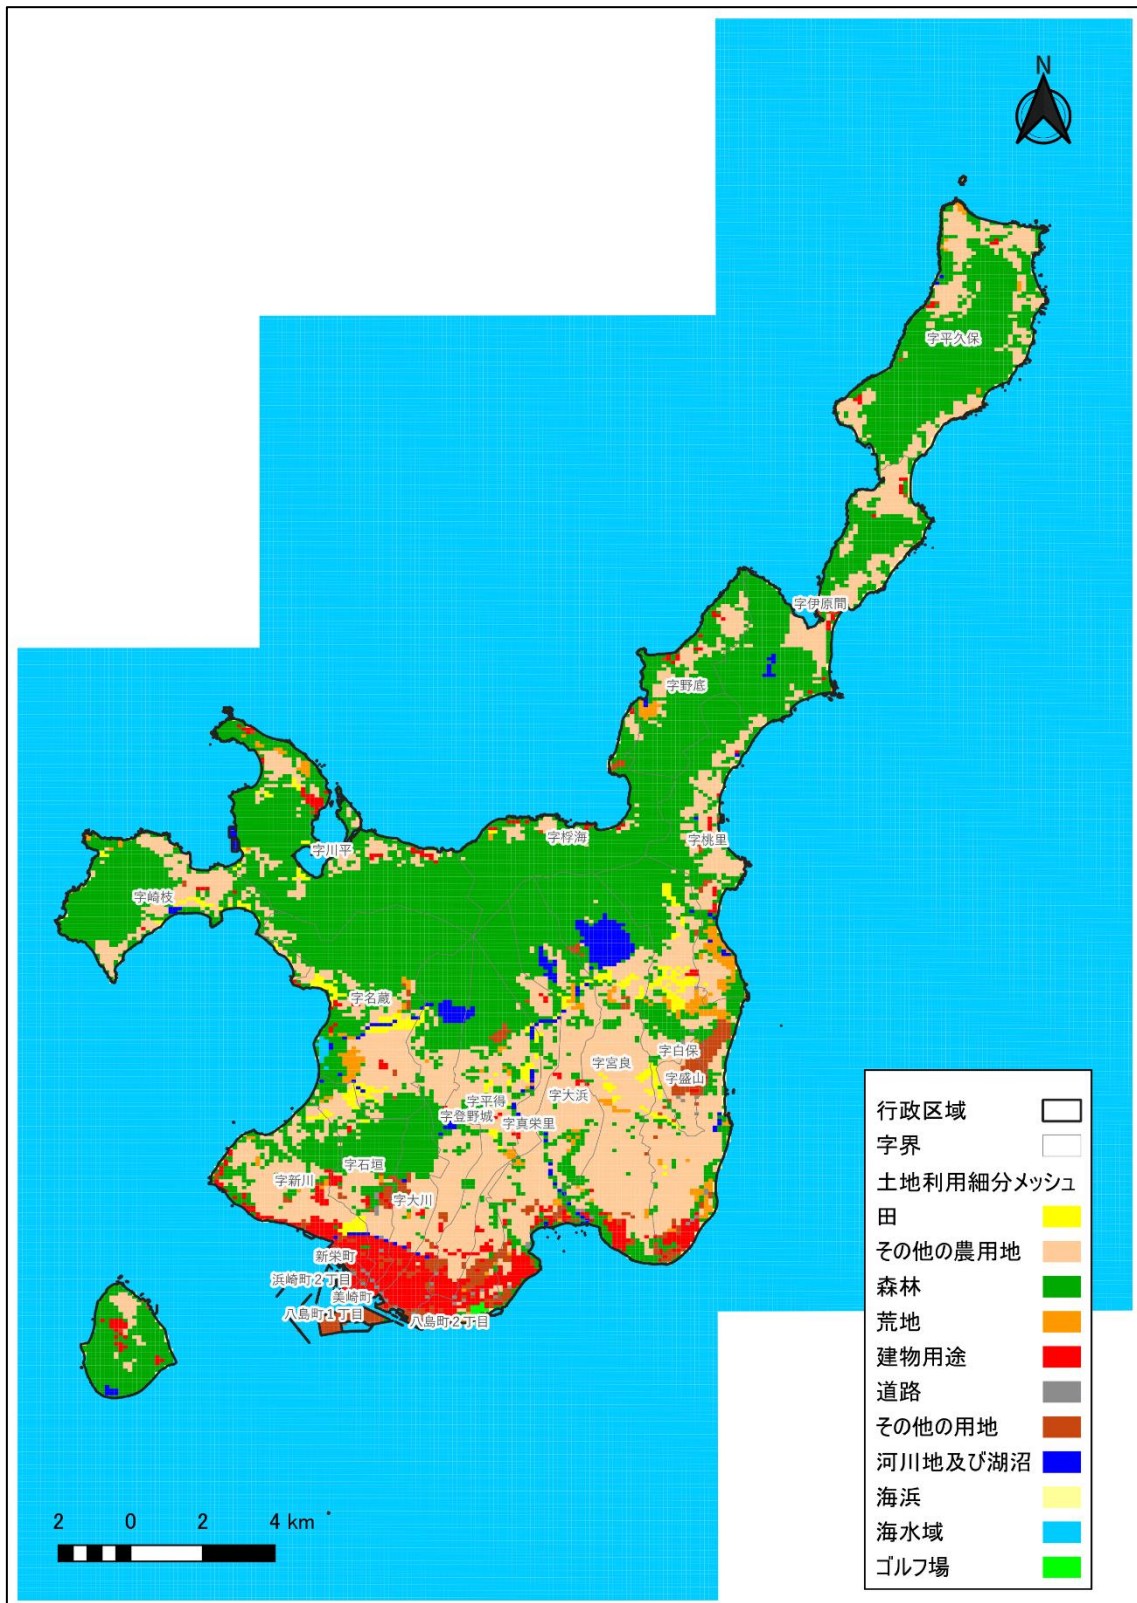 N
字平久保
字伊原間
字野底
字桴海
字桃里
字川平
字崎枝
字名蔵
字白保
字宮良
字盛山
字大浜
字平得
字登野城
字真栄里
字石垣
字新川
字大川
新栄町
浜崎町2丁目
美崎町
八島町1丁目
八島町2丁目
行政区域
字界
土地利用細分メッシュ
田
その他の農用地
森林
荒地
建物用途
道路
その他の用地
河川地及び湖沼
海浜
海水域
ゴルフ場
2 0 2 4 km